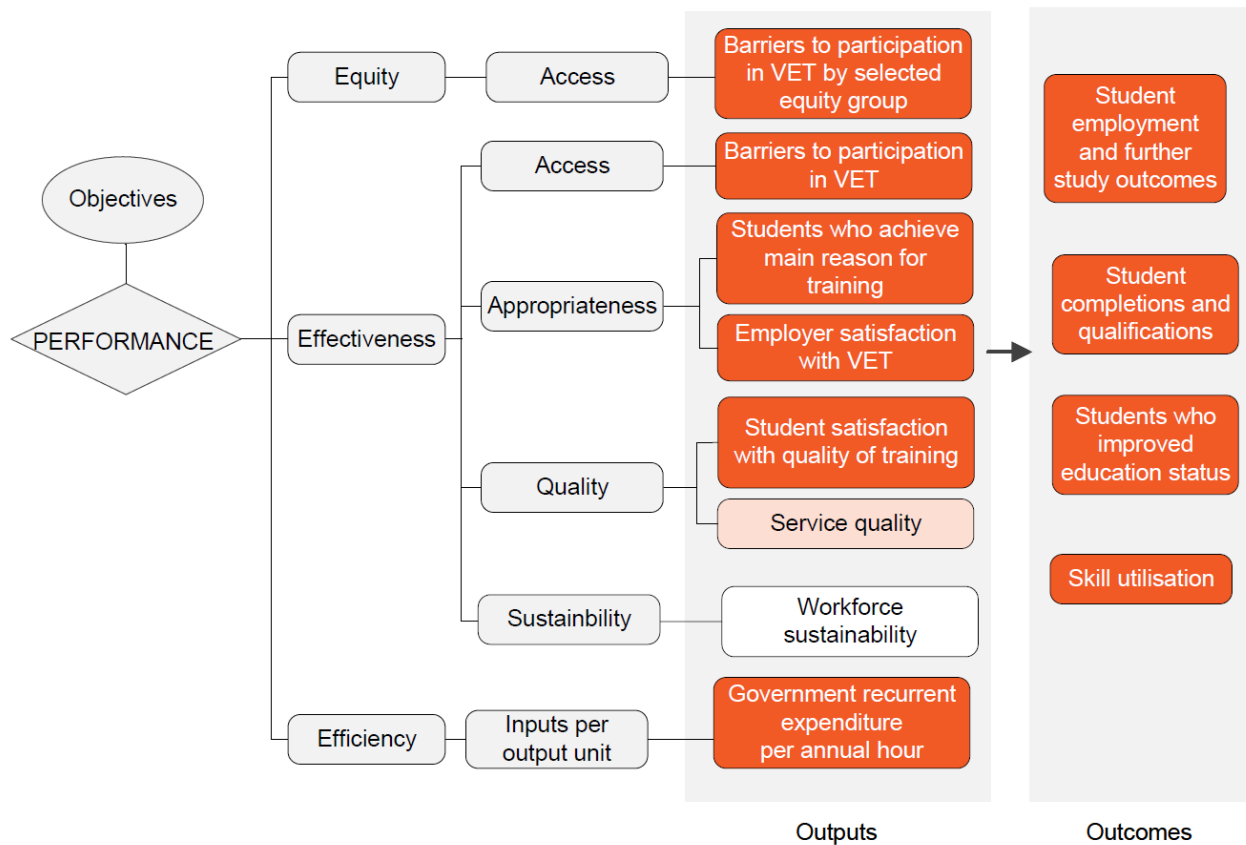 Objectives
PERFORMANCE
Equity
Access
Barriers to participation
in VET by selected
equity group
Effectiveness
Access
Barriers to participation
in VET
Appropriateness
Students who achieve
main reason for
training
Employer satisfaction
with VET
Quality
Student satisfaction
with quality of training
Service quality
Sustainbility
Workforce
sustainability
Efficiency
Inputs per
output unit
Government recurrent
expenditure
per annual hour
Outputs
Student
employment
and further
study outcomes
Student
completions and
qualifications
Students who
improved
education status
Skill utilisation
Outcomes